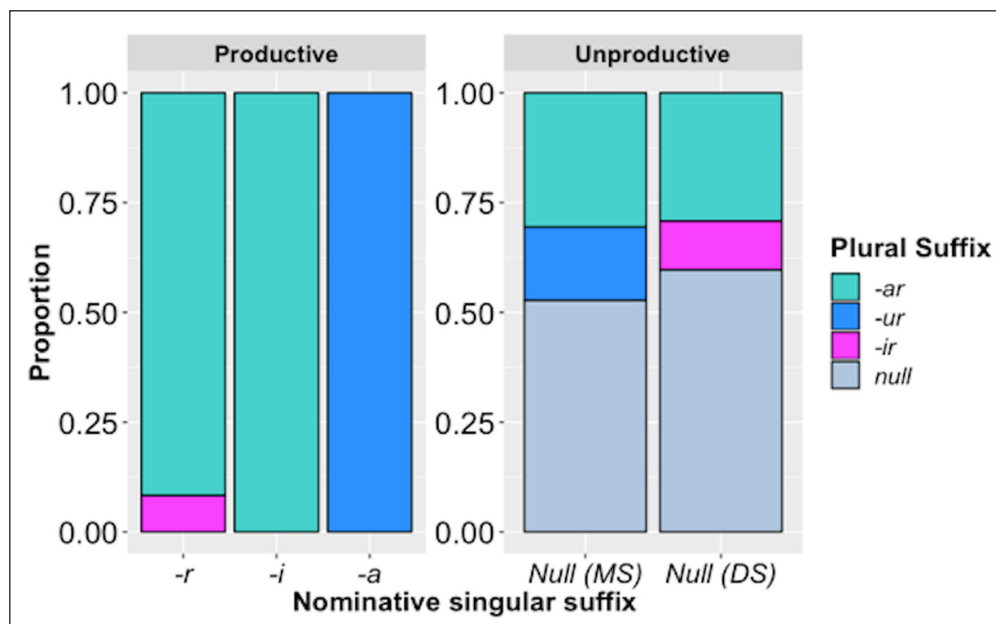 Productive
Unproductive
1.00
0.75
0.50
0.25
0.00
1.00
0.75
0.50
0.25
0.00
Proportion
-r
-i
-a
Null (MS)
Null (DS)
Nominative singular suffix
Plural Suffix
-ar
-ur
-ir
null